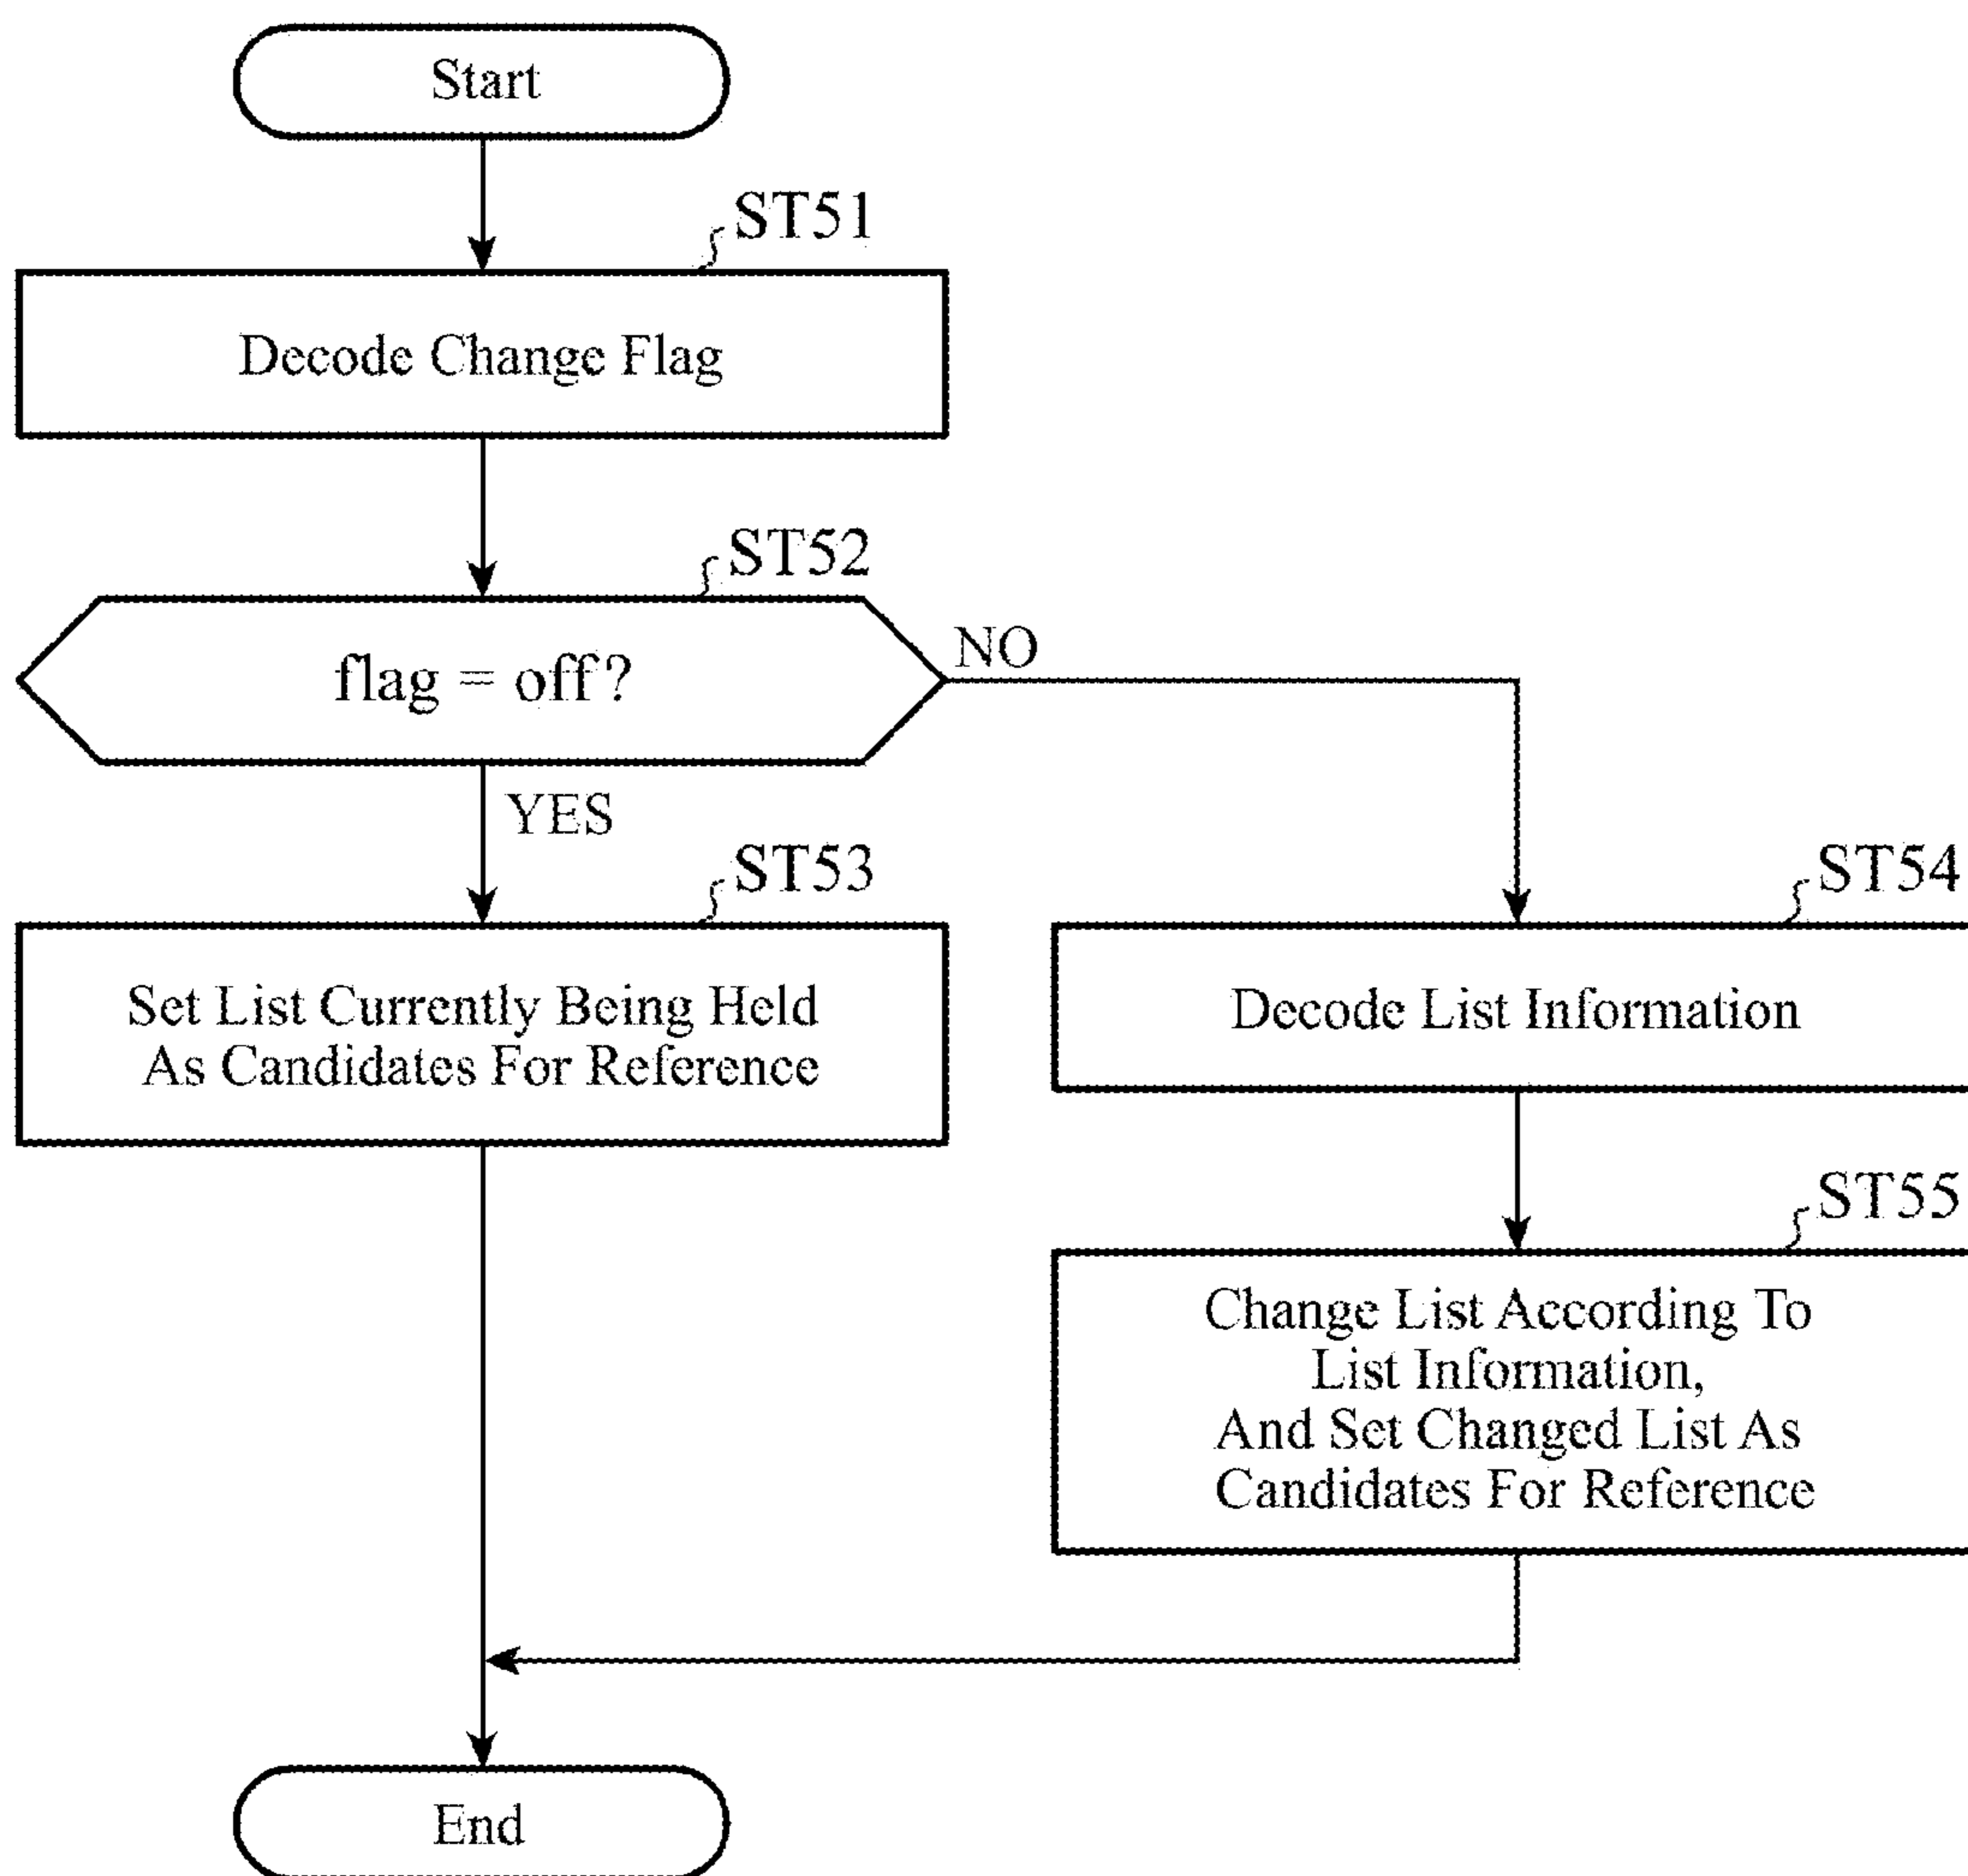 Start
ST51
Decode Change Flag
ST52
flag = off?
NO
YES
ST53
Set List Currently Being Held
As Candidates For Reference
ST54
Decode List Information
ST55
Change List According To
List Information,
And Set Changed List As
Candidates For Reference
End